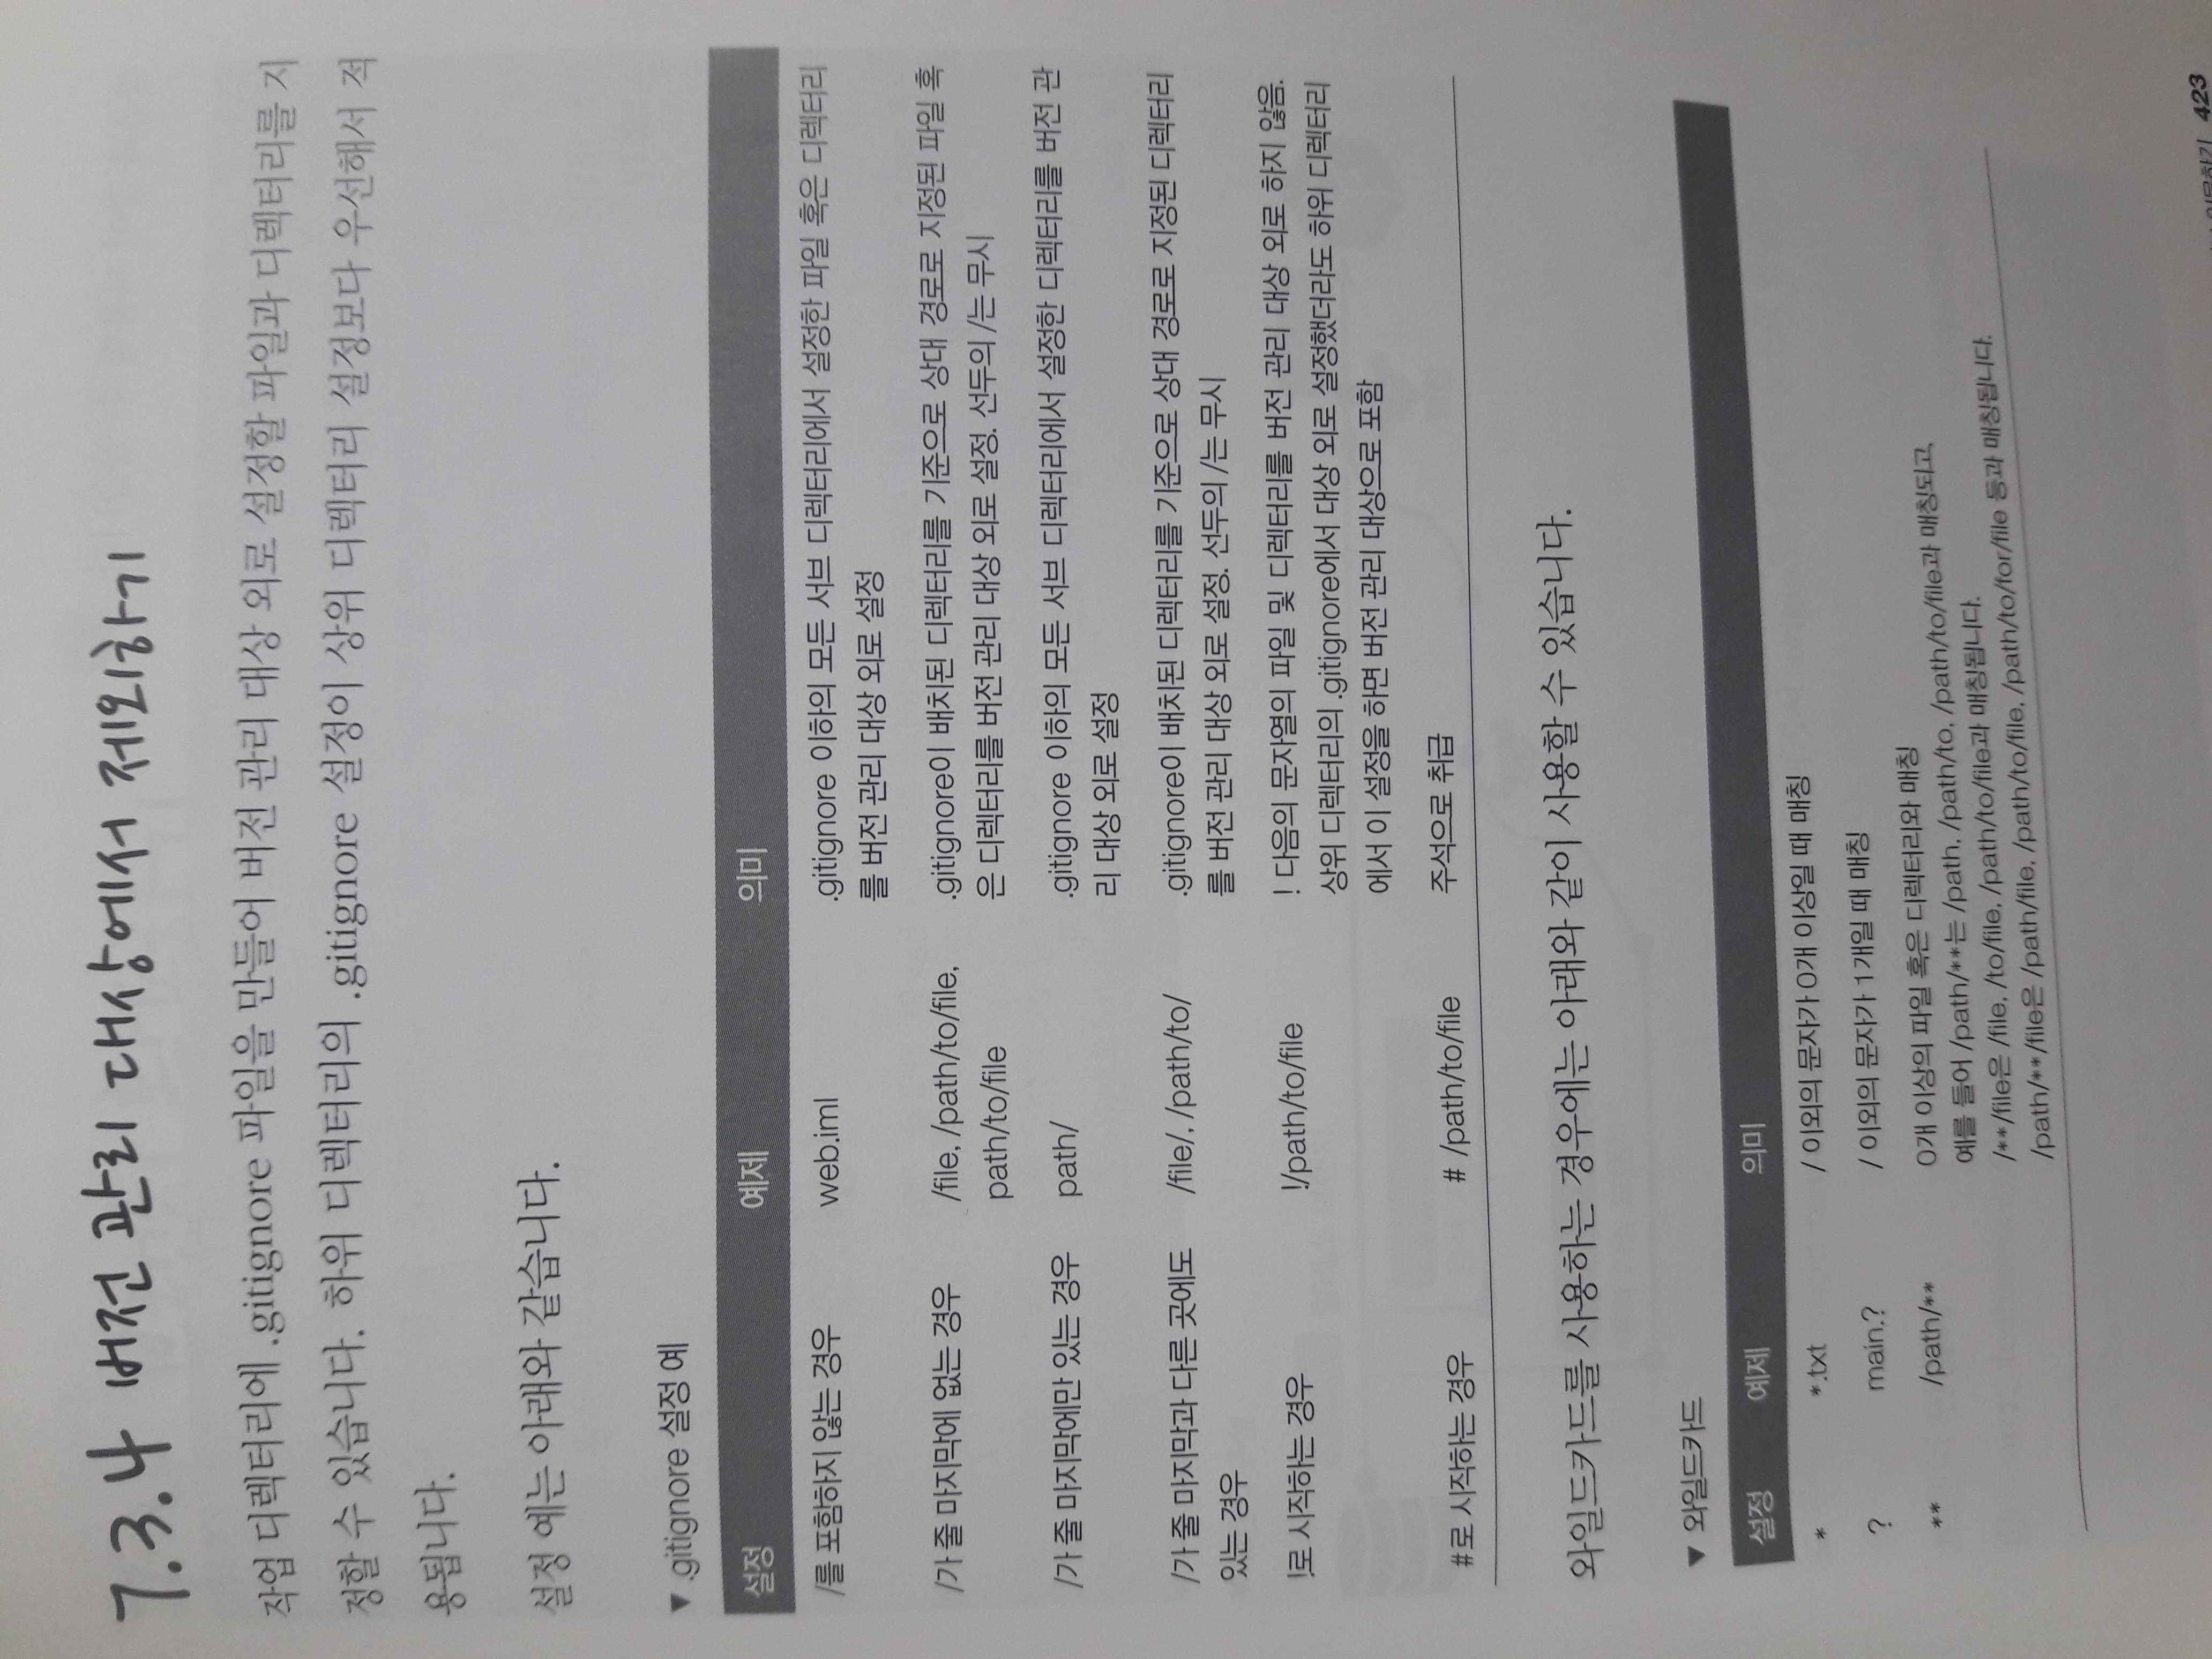 7.3.4 버전 관리 대상에서 제외하기
작업 디렉터리에 .gitignore 파일을 만들어 버전 관리 대상 외로 설정할 파일과 디렉터리를 지
정할 수 있습니다. 하위 디렉터리의 .gitignore 설정이 상위 디렉터리 설정보다 우선해서 적
용됩니다.
설정 예는 아래와 같습니다.
▼ .gitignore 설정 예
설정 예제 의미
/를 포함하지 않는 경우 web.iml .gitignore 이하의 모든 서브 디렉터리에서 설정한 파일 혹은 디렉터리
를 버전 관리 대상 외로 설정
/가 줄 마지막에 없는 경우 /file, /path/to/file, .gitignore이 배치된 디렉터리를 기준으로 상대 경로로 지정된 파일 혹
path/to/file 은 디렉터리를 버전 관리 대상 외로 설정. 선두의 /는 무시
/가 줄 마지막에만 있는 경우 path/ .gitignore 이하의 모든 서브 디렉터리에서 설정한 디렉터리를 버전 관
리 대상 외로 설정
/가 줄 마지막과 다른 곳에도 /file/, /path/to/ .gitignore이 배치된 디렉터리를 기준으로 상대 경로로 지정된 디렉터리
있는 경우 를 버전 관리 대상 외로 설정. 선두의 /는 무시
!로 시작하는 경우 !/path/to/file ! 다음의 문자열의 파일 및 디렉터리를 버전 관리 대상 외로 하지 않음.
상위 디렉터리의 .gitignore에서 대상 외로 설정했더라도 하위 디렉터리
에서 이 설정을 하면 버전 관리 대상으로 포함
#로 시작하는 경우 # /path/to/file 주석으로 취급
와일드카드를 사용하는 경우에는 아래와 같이 사용할 수 있습니다.
▼ 와일드카드
설정 예제 의미
* *.txt / 이외의 문자가 0개 이상일 때 매칭
? main.? / 이외의 문자가 1개일 때 매칭
** /path/** 0개 이상의 파일 혹은 디렉터리와 매칭
예를 들어 /path/**는 /path, /path/to, /path/to/file과 매칭되고,
/**/file은 /file, /to/file, /path/to/file과 매칭됩니다.
/path/**/file은 /path/file, /path/to/file, /path/to/for/file 등과 매칭됩니다.
423